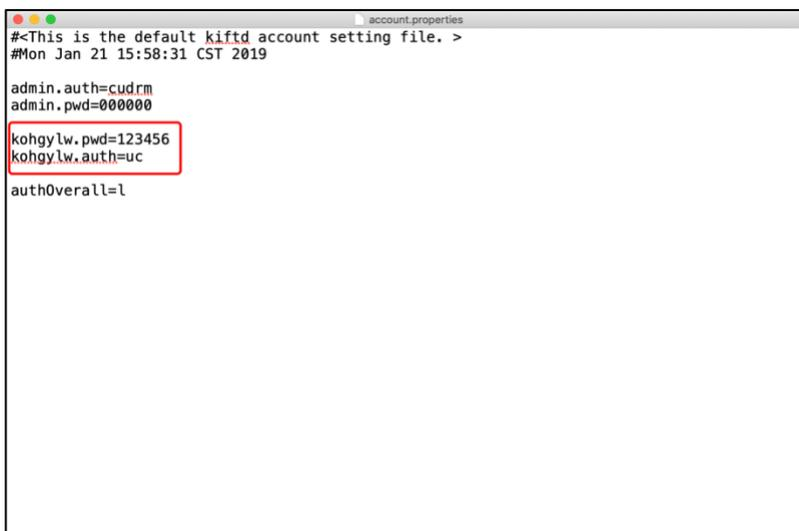 account.properties
#<This is the default kiftd account setting file. >
#Mon Jan 21 15:58:31 CST 2019
admin.auth=cudrm
admin.pwd=000000
kohgylw.pwd=123456
kohgylw.auth=uc
authOverall=l